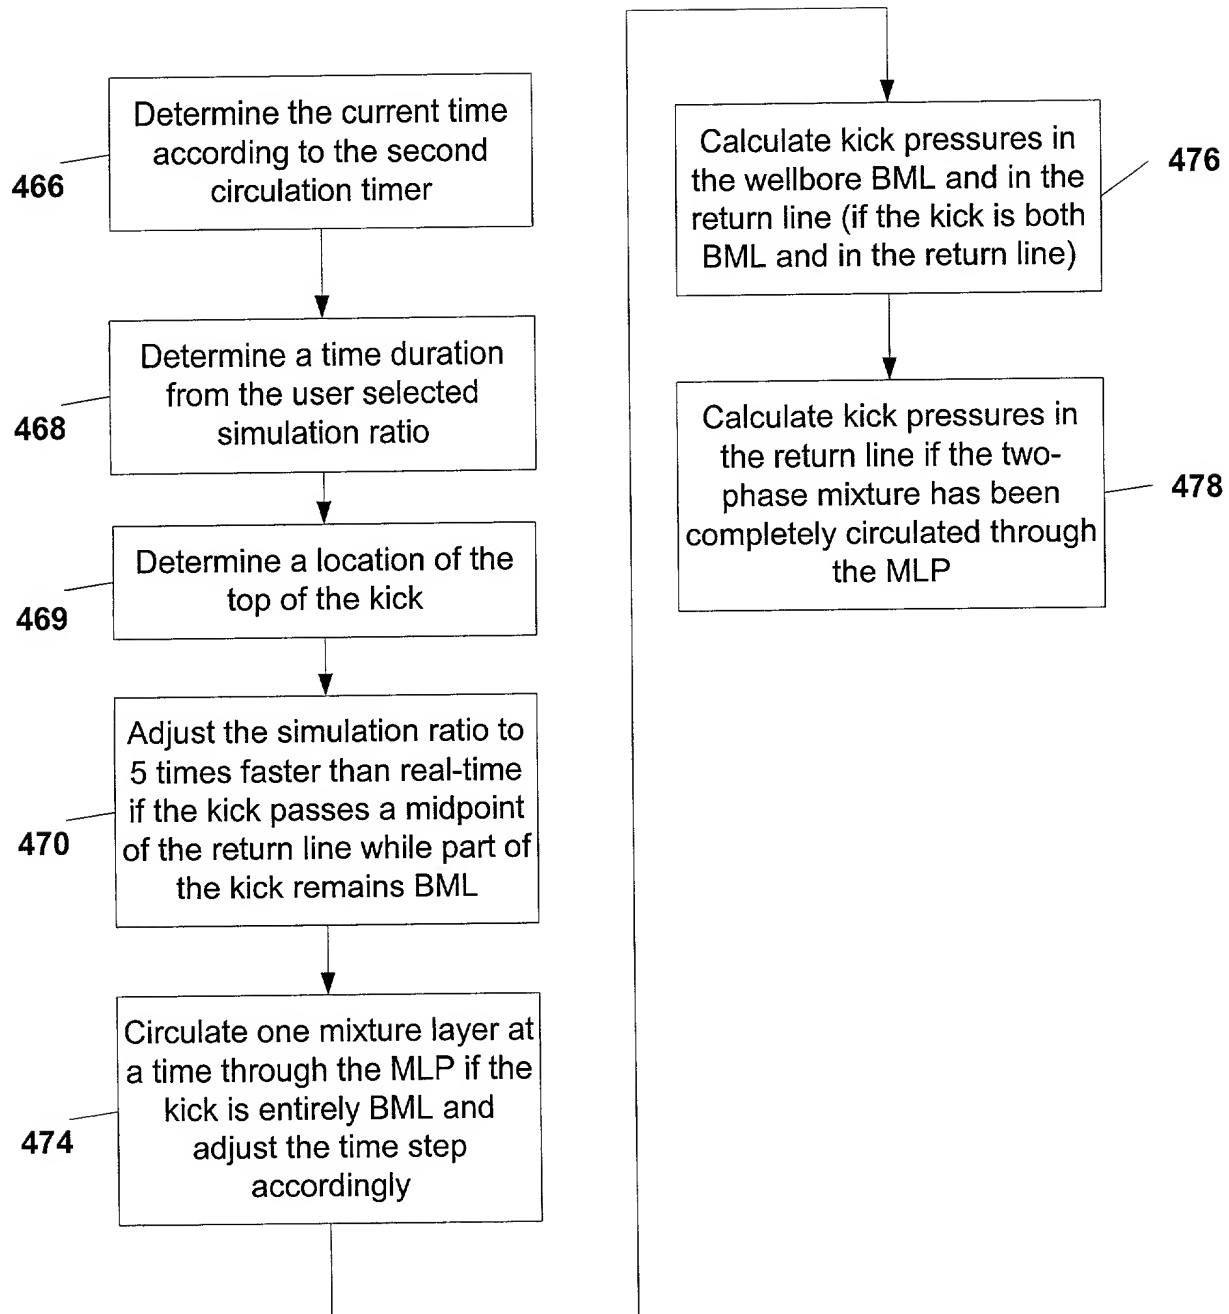 Determine the current time
according to the second
circulation timer
466
Determine a time duration
from the user selected
simulation ratio
468
Determine a location of the
top of the kick
469
Adjust the simulation ratio to
5 times faster than real-time
if the kick passes a midpoint
of the return line while part of
the kick remains BML
470
Circulate one mixture layer at
a time through the MLP if the
kick is entirely BML and
adjust the time step
accordingly
474
Calculate kick pressures in
the wellbore BML and in the
return line (if the kick is both
BML and in the return line)
476
Calculate kick pressures in
the return line if the two-
phase mixture has been
completely circulated through
the MLP
478